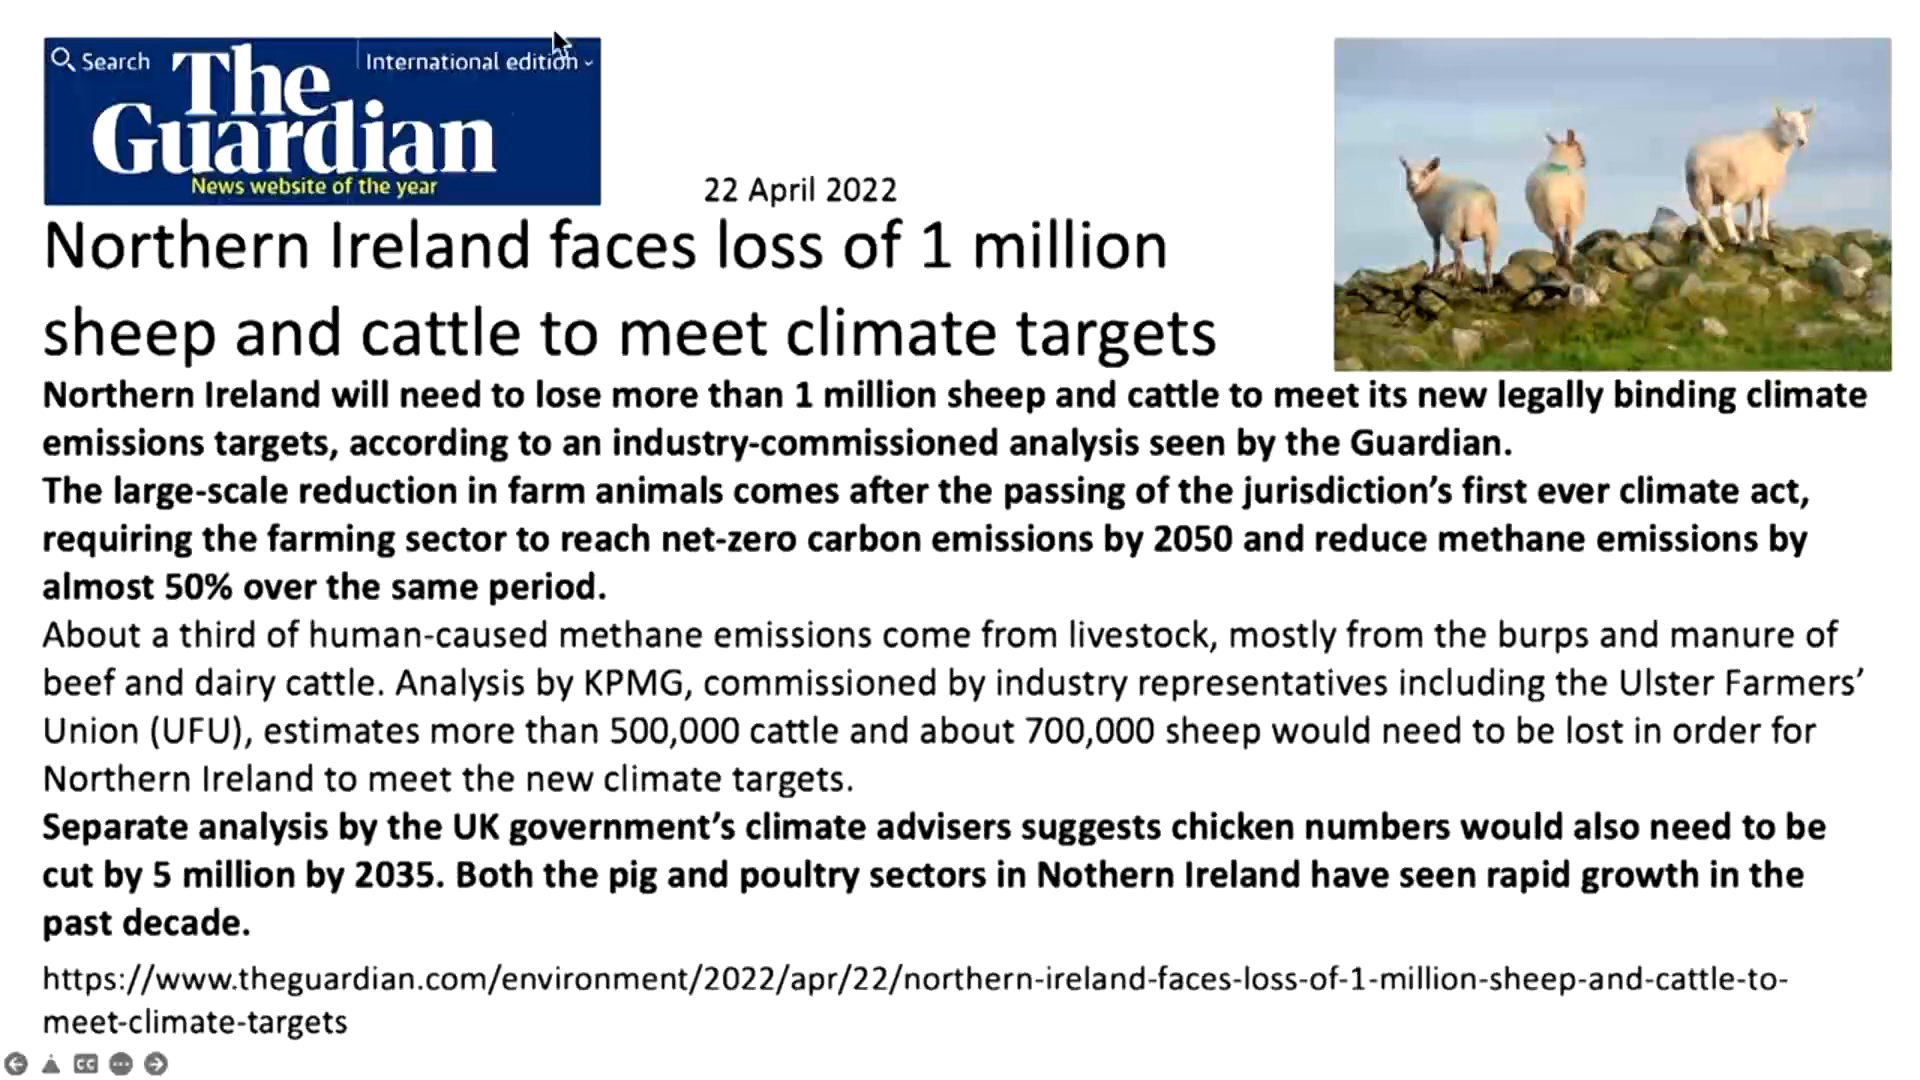 Search
International edition
The
Guardian
News website of the year
22 April 2022
Northern Ireland faces loss of 1 million
sheep and cattle to meet climate targets
Northern Ireland will need to lose more than 1 million sheep and cattle to meet its new legally binding climate
emissions targets, according to an industry-commissioned analysis seen by the Guardian.
The large-scale reduction in farm animals comes after the passing of the jurisdiction’s first ever climate act,
requiring the farming sector to reach net-zero carbon emissions by 2050 and reduce methane emissions by
almost 50% over the same period.
About a third of human-caused methane emissions come from livestock, mostly from the burps and manure of
beef and dairy cattle. Analysis by KPMG, commissioned by industry representatives including the Ulster Farmers’
Union (UFU), estimates more than 500,000 cattle and about 700,000 sheep would need to be lost in order for
Northern Ireland to meet the new climate targets.
Separate analysis by the UK government’s climate advisers suggests chicken numbers would also need to be
cut by 5 million by 2035. Both the pig and poultry sectors in Nothern Ireland have seen rapid growth in the
past decade.
https://www.theguardian.com/environment/2022/apr/22/northern-ireland-faces-loss-of-1-million-sheep-and-cattle-to-
meet-climate-targets
CC